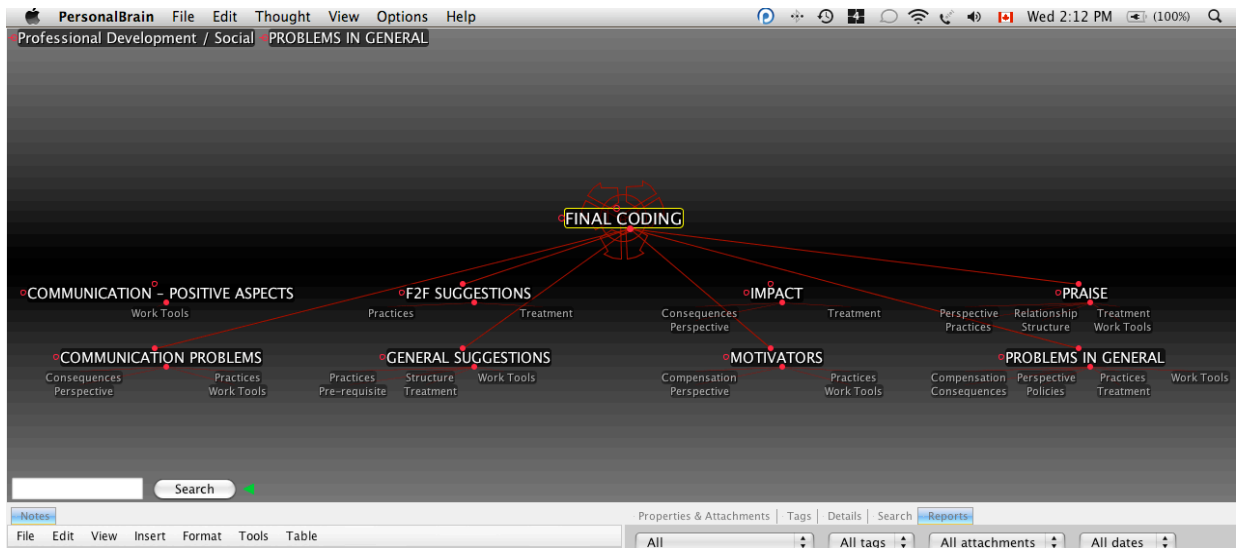 PersonalBrain File Edit Thought View Options Help Wed 2:12 PM (100%)
Professional Development / Social PROBLEMS IN GENERAL
FINAL CODING
COMMUNICATION – POSITIVE ASPECTS
Work Tools
F2F SUGGESTIONS
Practices Treatment
IMPACT
Consequences Treatment
Perspective
PRAISE
Perspective Relationship Treatment
Practices Structure Work Tools
COMMUNICATION PROBLEMS
Consequences Practices
Perspective Work Tools
GENERAL SUGGESTIONS
Practices Structure Work Tools
Pre-requisite Treatment
MOTIVATORS
Compensation Practices
Perspective Work Tools
PROBLEMS IN GENERAL
Compensation Perspective Practices Work Tools
Consequences Policies Treatment
Search
Notes
File Edit View Insert Format Tools Table
Properties & Attachments Tags Details Search Reports
All All tags All attachments All dates